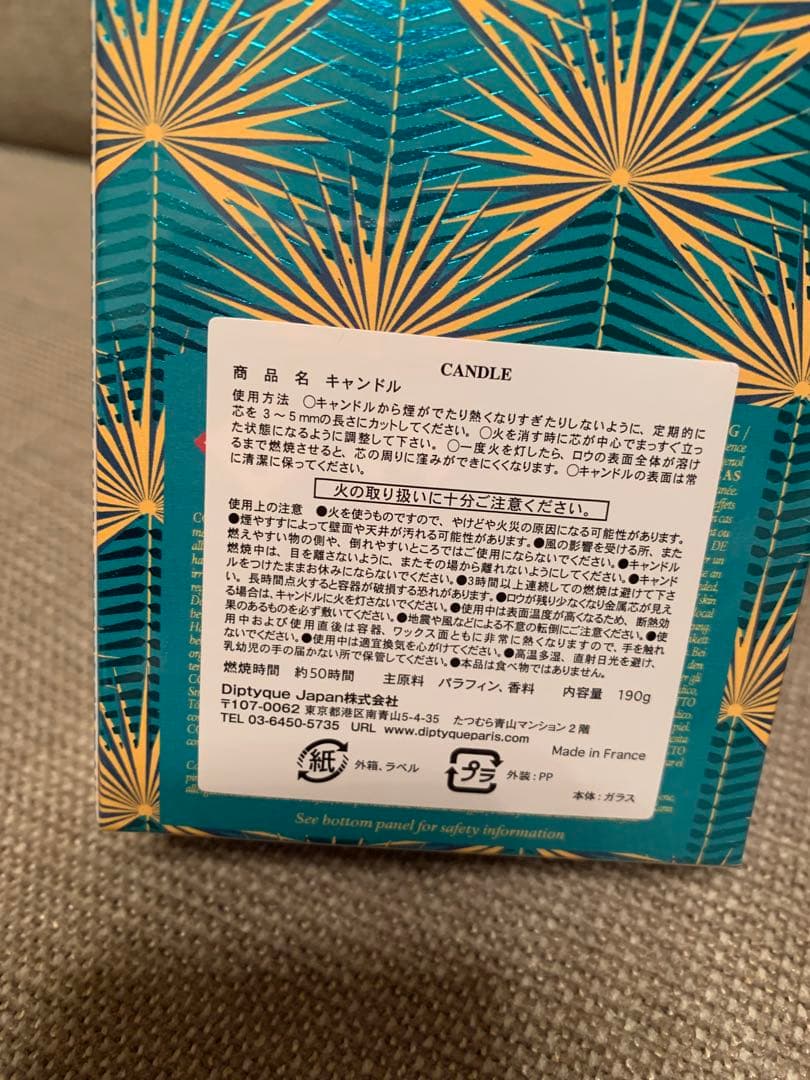 CANDLE
商 品 名 キャンドル
使用方法 ○キャンドルから煙がでたり熱くなりすぎたりしないように、定期的に
芯を 3～5mmの長さにカットしてください。○火を消す時に芯が中心でまっすぐ立っ
た状態になるように調整して下さい。○一度火を灯したら、ロウの表面全体が溶け
るまで燃焼させると、芯の周りに窪みができにくくなります。○キャンドルの表面は常
に清潔に保ってください。
火の取り扱いに十分ご注意ください。
使用上の注意 ●火を使うものですので、やけどや火災の原因になる可能性があります。
●煙やすすによって壁面や天井が汚れる可能性があります。●風の影響を受ける所、また
燃えやすい物の側や、倒れやすいところではご使用にならないでください。●キャンドル
燃焼中は、目を離さないように、またその場から離れないようにしてください。●キャンド
ルをつけたままお休みにならないでください。●3時間以上連続しての燃焼は避けて下さ
い。長時間点火すると容器が破損する恐れがあります。●ロウが残り少なくなり金属芯が見え
る場合は、キャンドルに火を灯さないでください。●使用中は表面温度が高くなるため、断熱効
果のあるものを必ず敷いてください。●地震や風などによる不意の転倒にご注意ください。●使
用中および使用直後は容器、ワックス面ともに非常に熱くなりますので、手を触れ
ないでください。●使用中は適宜換気を心がけてください。●高温多湿、直射日光を避け、
乳幼児の手の届かない所で保管してください。●本品は食べ物ではありません。
燃焼時間 約50時間 主原料 パラフィン、香料 内容量 190g
Diptyque Japan株式会社
〒107-0062 東京都港区南青山5-4-35 たつむら青山マンション2階
TEL 03-6450-5735 URL www.diptyqueparis.com
Made in France
紙 外箱、ラベル プラ 外装：PP
本体：ガラス
See bottom panel for safety information